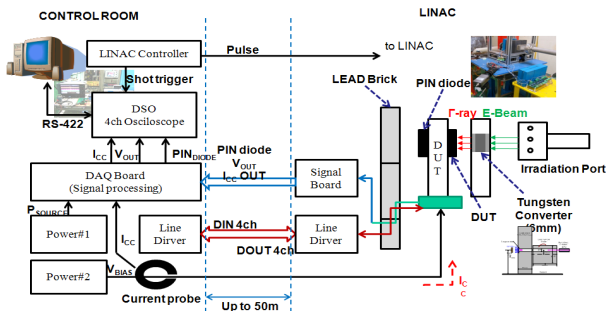 CONTROL ROOM
LINAC
LINAC Controller
Pulse
to LINAC
Shot trigger
LEAD Brick
PIN diode
RS-422
DSO
4ch Osciloscope
Γ-ray E-Beam
ICC VOUT PINDIODE
PIN diode
VOUT
ICC OUT
DAQ Board
(Signal processing)
Signal
Board
D
U
T
Irradiation Port
PSOURCE
Power#1
ICC
Line
Dirver
DIN 4ch
DOUT 4ch
Line
Dirver
DUT
Tungsten
Converter
(6mm)
Power#2
VBIAS
Current probe
IC
C
Up to 50m